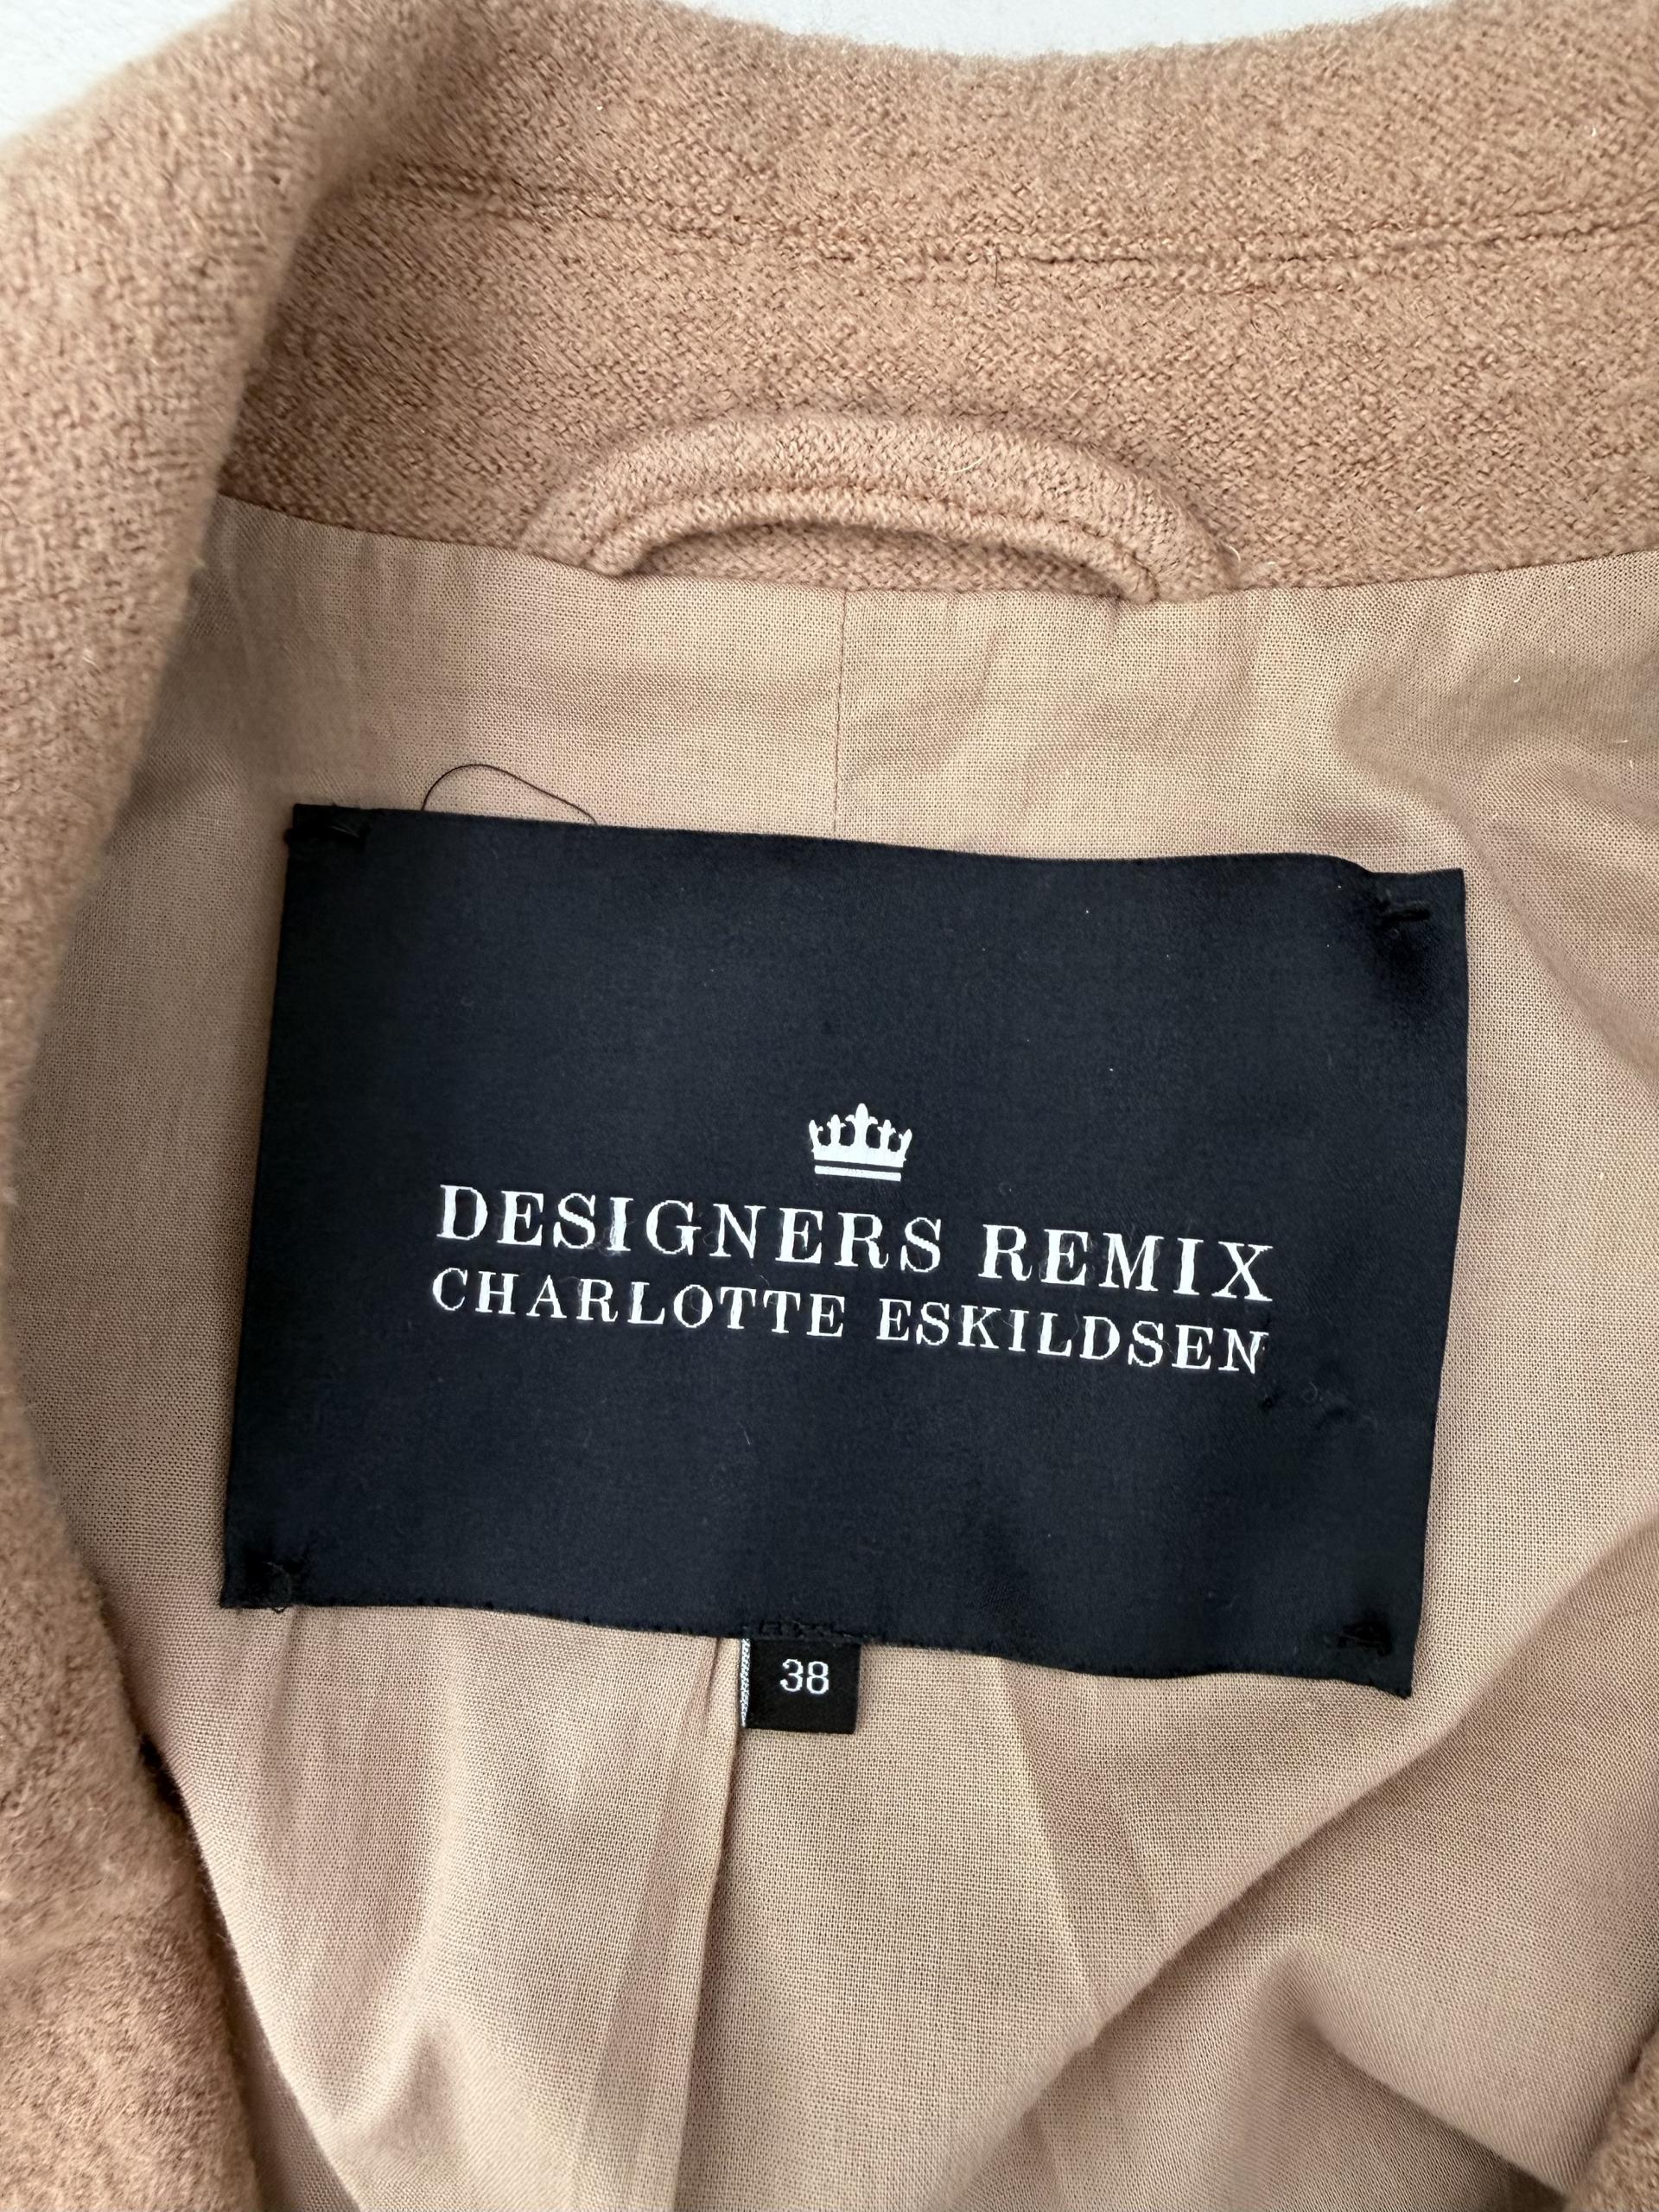 DESIGNERS REMIX
CHARLOTTE ESKILDSEN
38